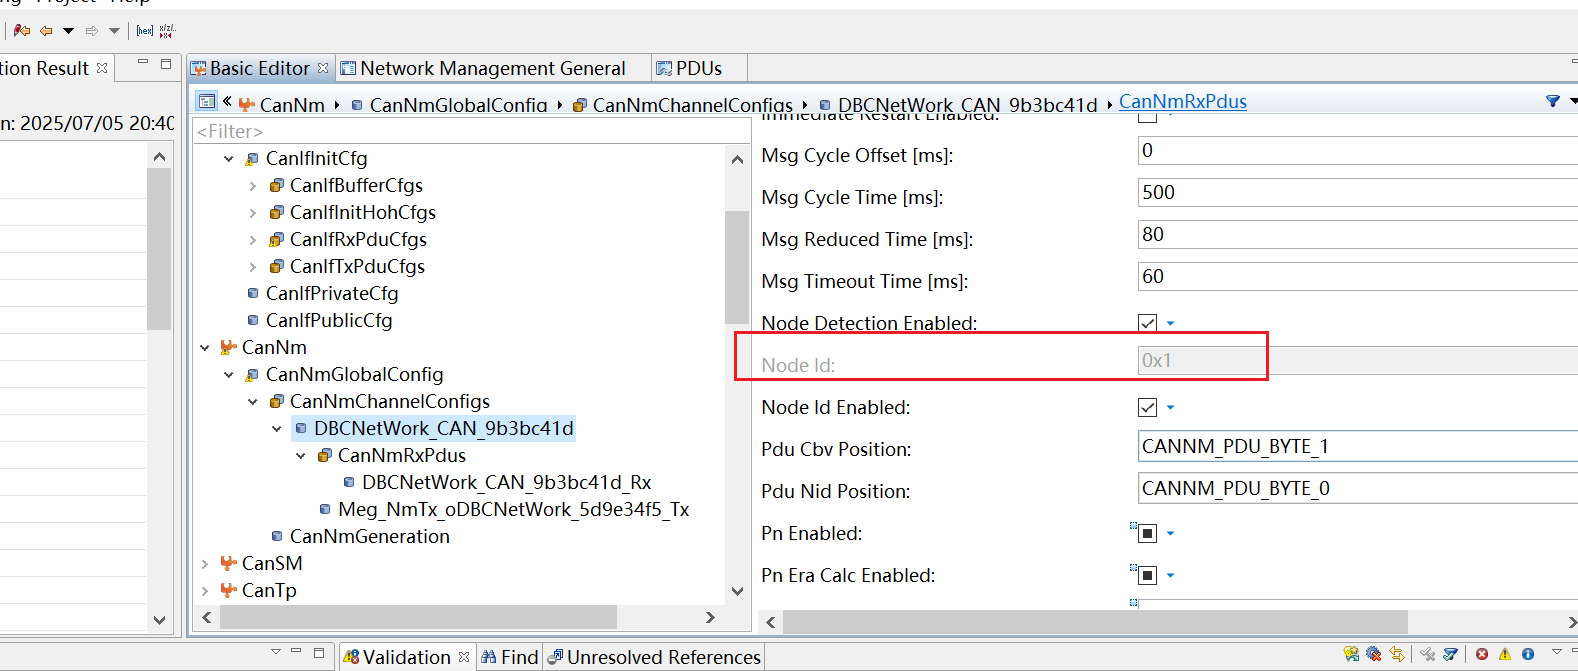 Project Help
[hex]
tion Result
Basic Editor
Network Management General
PDUs
n: 2025/07/05 20:40
« CanNm CanNmGlobalConfig CanNmChannelConfigs DBCNetWork_CAN_9b3bc41d CanNmRxPdus
<Filter>
CanIfInitCfg
CanIfBufferCfgs
CanIfInitHohCfgs
CanIfRxPduCfgs
CanIfTxPduCfgs
CanIfPrivateCfg
CanIfPublicCfg
CanNm
CanNmGlobalConfig
CanNmChannelConfigs
DBCNetWork_CAN_9b3bc41d
CanNmRxPdus
DBCNetWork_CAN_9b3bc41d_Rx
Meg_NmTx_oDBCNetWork_5d9e34f5_Tx
CanNmGeneration
CanSM
CanTp
Immediate Restart Enabled:
Msg Cycle Offset [ms]: 0
Msg Cycle Time [ms]: 500
Msg Reduced Time [ms]: 80
Msg Timeout Time [ms]: 60
Node Detection Enabled:
Node Id: 0x1
Node Id Enabled:
Pdu Cbv Position: CANNM_PDU_BYTE_1
Pdu Nid Position: CANNM_PDU_BYTE_0
Pn Enabled:
Pn Era Calc Enabled:
Validation
Find
Unresolved References